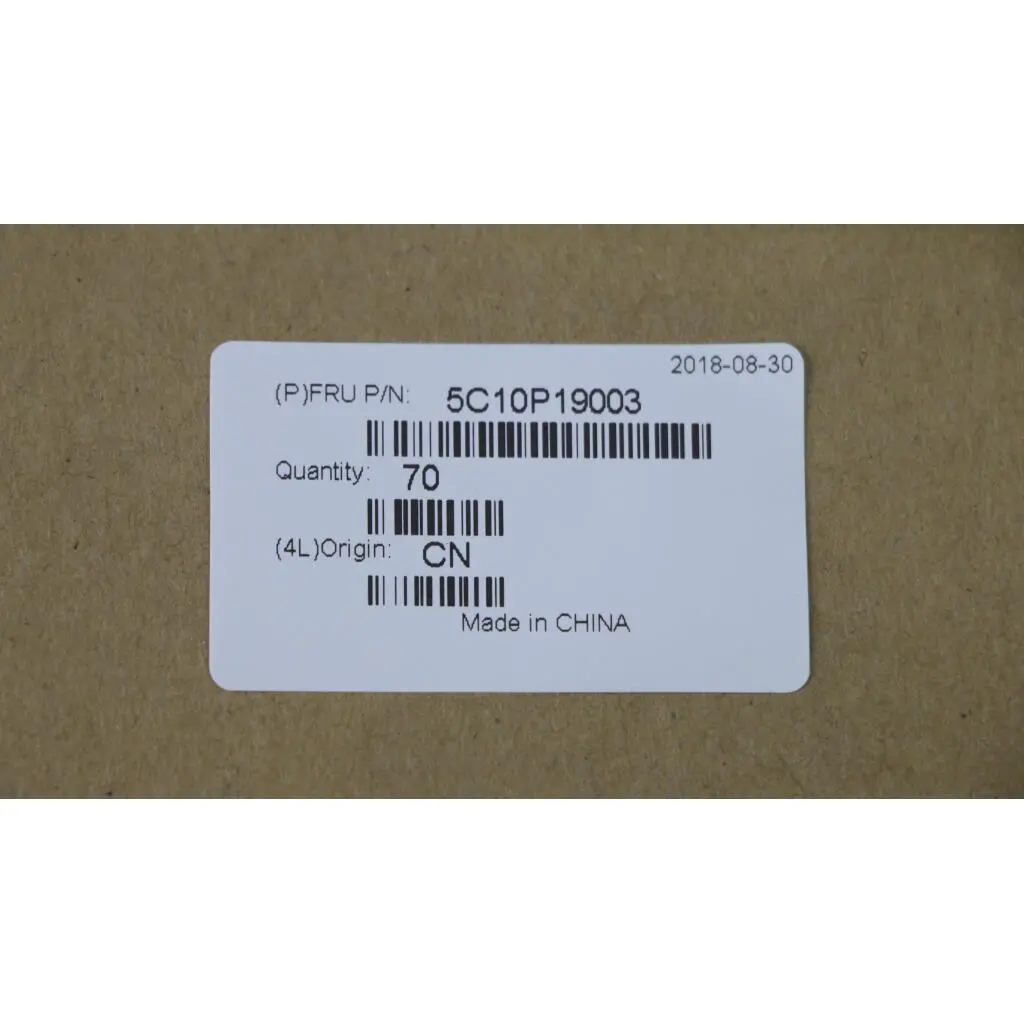 2018-08-30
(P)FRU P/N: 5C10P19003
Quantity: 70
(4L)Origin: CN
Made in CHINA